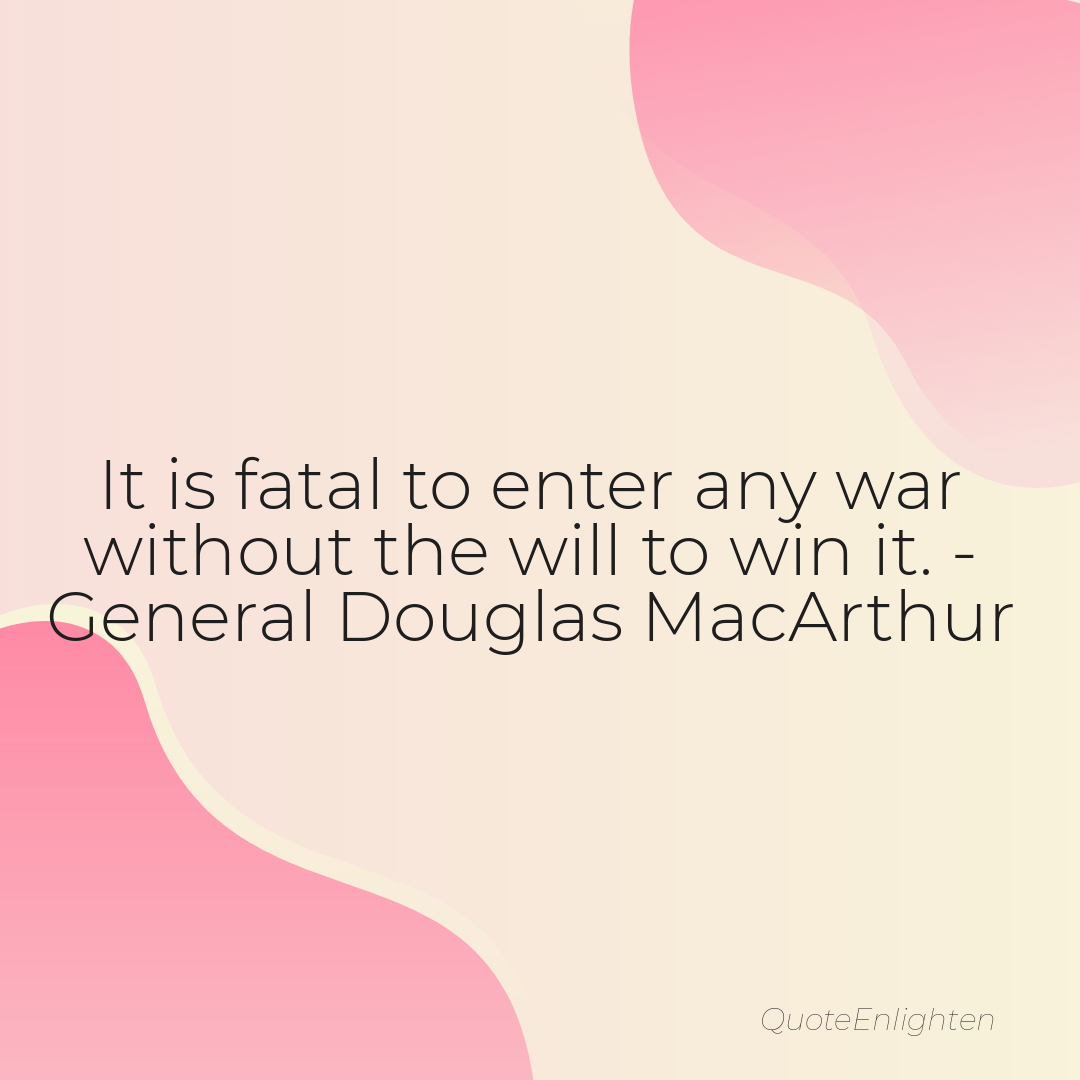 It is fatal to enter any war
without the will to win it. -
General Douglas MacArthur
QuoteEnlighten